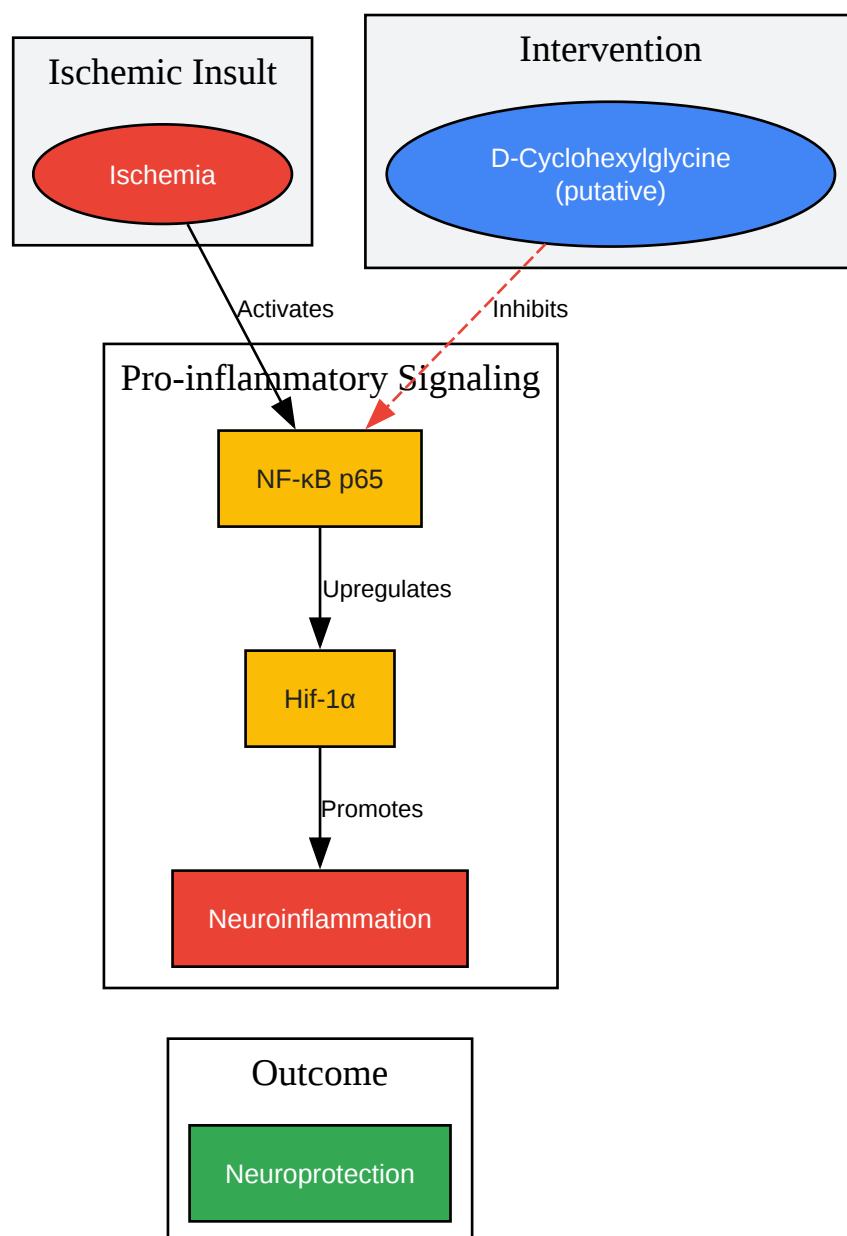 Ischemic Insult
Ischemia
Intervention
D-Cyclohexylglycine
(putative)
Activates
Inhibits
Pro-inflammatory Signaling
NF-κB p65
Upregulates
Hif-1α
Promotes
Neuroinflammation
Outcome
Neuroprotection